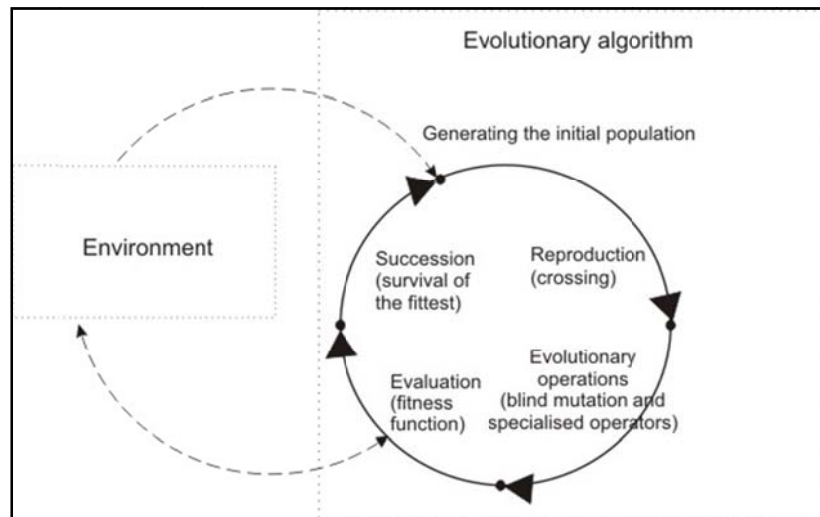 Evolutionary algorithm
Generating the initial population
Environment
Succession
(survival of
the fittest)
Reproduction
(crossing)
Evaluation
(fitness
function)
Evolutionary
operations
(blind mutation and
specialised operators)